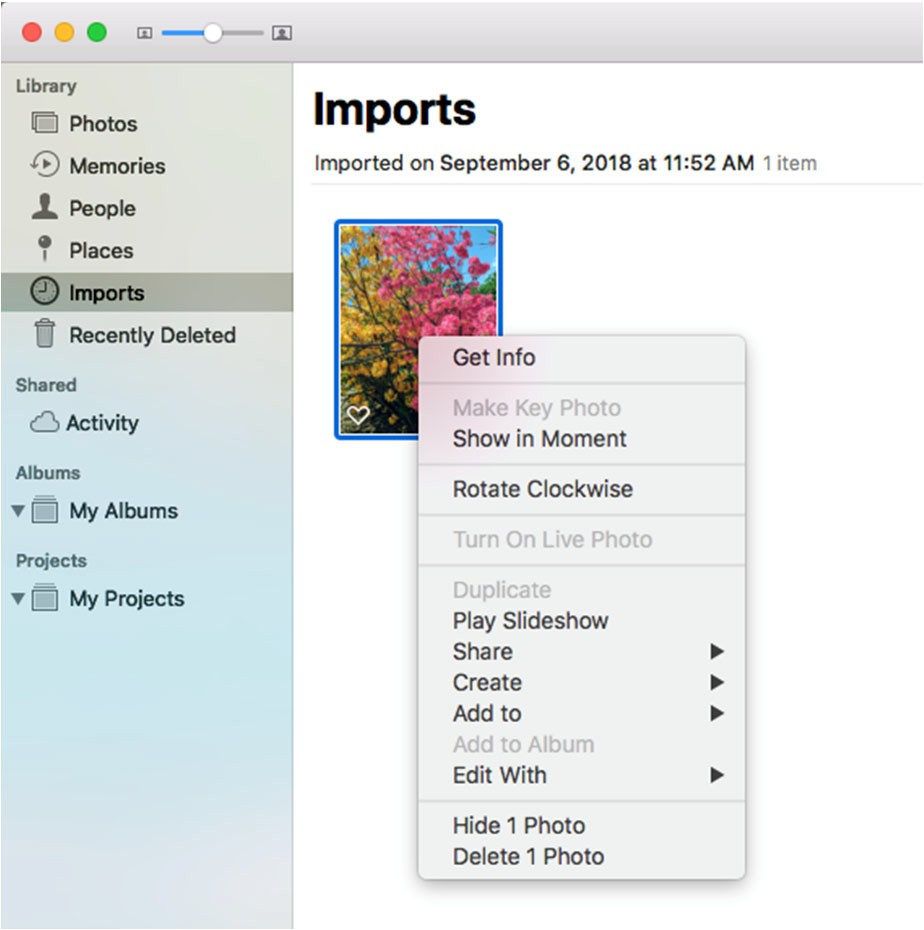 Library
Photos
Memories
People
Places
Imports
Recently Deleted
Shared
Activity
Albums
My Albums
Projects
My Projects
Imports
Imported on September 6, 2018 at 11:52 AM 1 item
Get Info
Make Key Photo
Show in Moment
Rotate Clockwise
Turn On Live Photo
Duplicate
Play Slideshow
Share
Create
Add to
Add to Album
Edit With
Hide 1 Photo
Delete 1 Photo